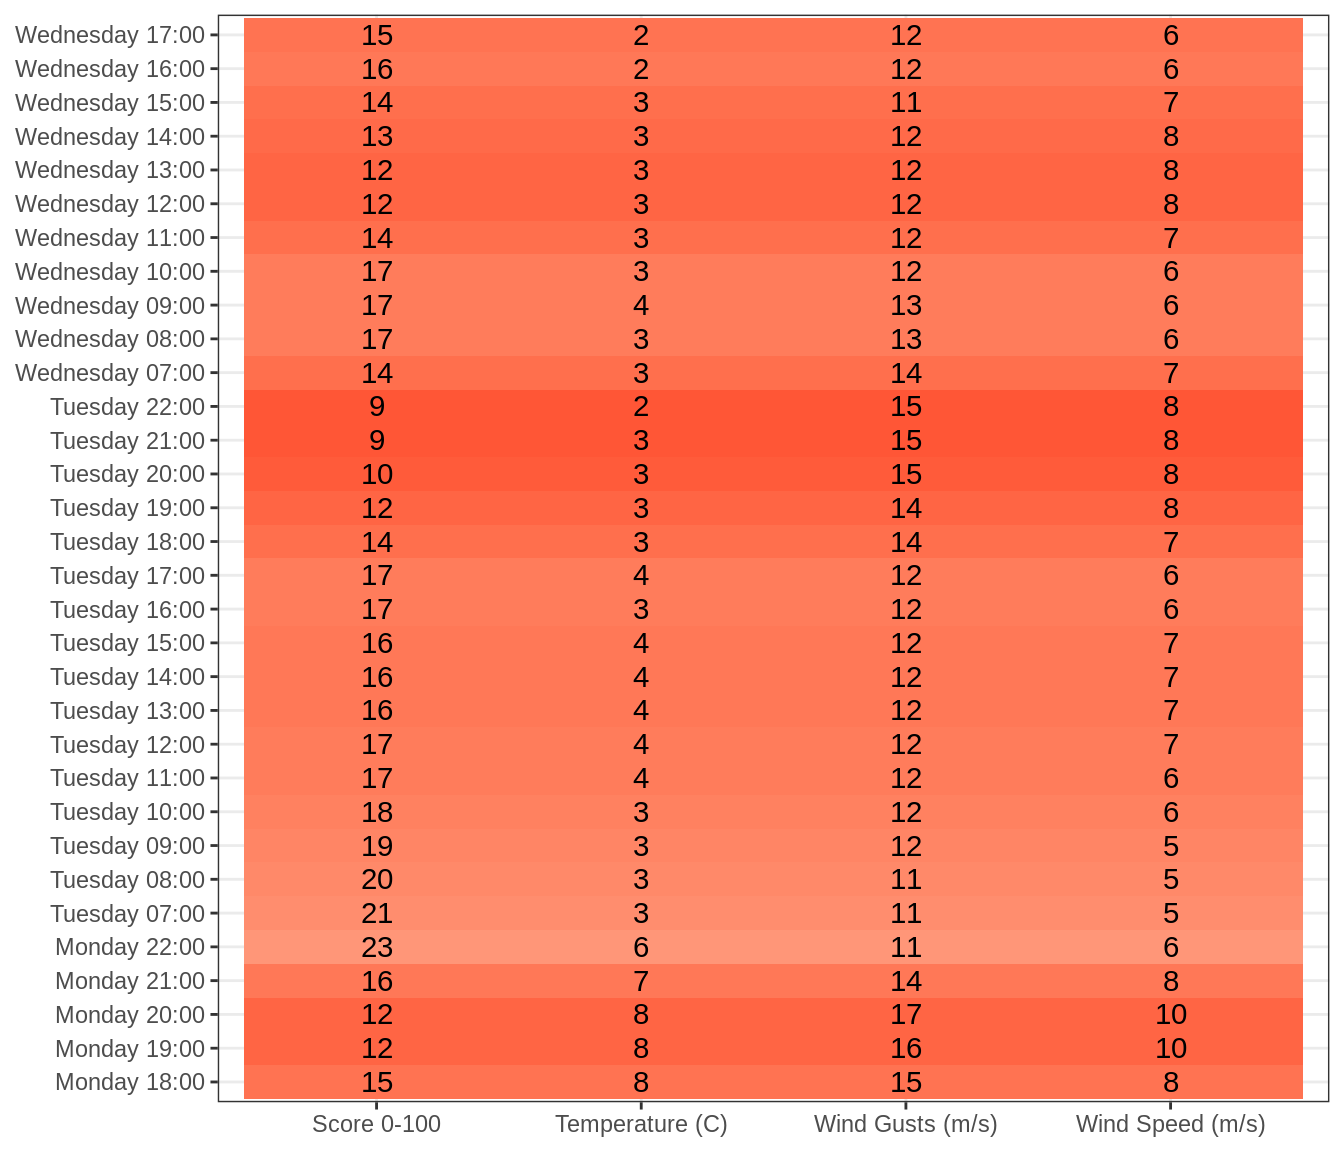 Wednesday 17:00 15 2 12 6
Wednesday 16:00 16 2 12 6
Wednesday 15:00 14 3 11 7
Wednesday 14:00 13 3 12 8
Wednesday 13:00 12 3 12 8
Wednesday 12:00 12 3 12 8
Wednesday 11:00 14 3 12 7
Wednesday 10:00 17 3 12 6
Wednesday 09:00 17 4 13 6
Wednesday 08:00 17 3 13 6
Wednesday 07:00 14 3 14 7
Tuesday 22:00 9 2 15 8
Tuesday 21:00 9 3 15 8
Tuesday 20:00 10 3 15 8
Tuesday 19:00 12 3 14 8
Tuesday 18:00 14 3 14 7
Tuesday 17:00 17 4 12 6
Tuesday 16:00 17 3 12 6
Tuesday 15:00 16 4 12 7
Tuesday 14:00 16 4 12 7
Tuesday 13:00 16 4 12 7
Tuesday 12:00 17 4 12 7
Tuesday 11:00 17 4 12 6
Tuesday 10:00 18 3 12 6
Tuesday 09:00 19 3 12 5
Tuesday 08:00 20 3 11 5
Tuesday 07:00 21 3 11 5
Monday 22:00 23 6 11 6
Monday 21:00 16 7 14 8
Monday 20:00 12 8 17 10
Monday 19:00 12 8 16 10
Monday 18:00 15 8 15 8
Score 0-100 Temperature (C) Wind Gusts (m/s) Wind Speed (m/s)